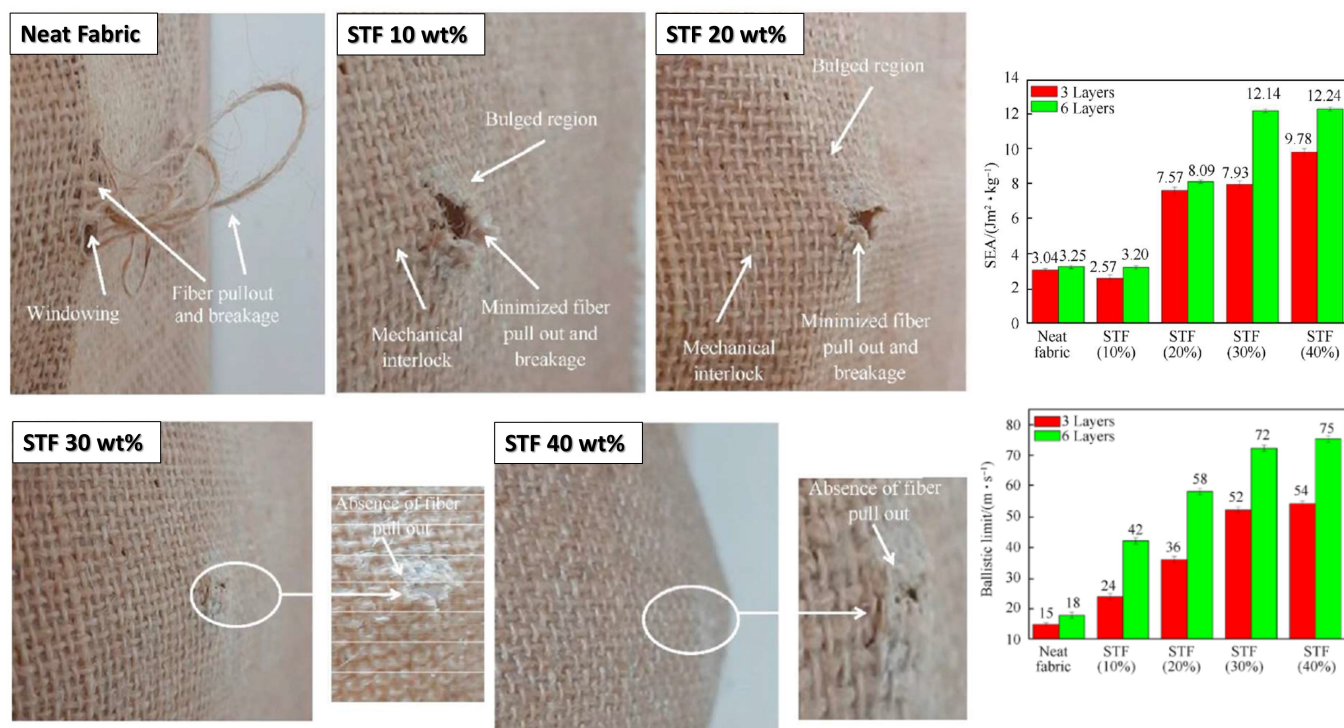 Neat Fabric
Windowing
Fiber pullout
and breakage
STF 10 wt%
Bulged region
Mechanical
interlock
Minimized fiber
pull out and
breakage
STF 20 wt%
Bulged region
Mechanical
interlock
Minimized fiber
pull out and
breakage
SEA/(Jm² • kg⁻¹)
14
12
10
8
6
4
2
0
3 Layers
6 Layers
3.04
3.25
2.57
3.20
7.57
8.09
7.93
12.14
9.78
12.24
Neat
fabric
STF
(10%)
STF
(20%)
STF
(30%)
STF
(40%)
STF 30 wt%
Absence of fiber
pull out
STF 40 wt%
Absence of fiber
pull out
Ballistic limit/(m • s⁻¹)
80
70
60
50
40
30
20
10
3 Layers
6 Layers
15
18
24
42
36
58
52
72
54
75
Neat
fabric
STF
(10%)
STF
(20%)
STF
(30%)
STF
(40%)